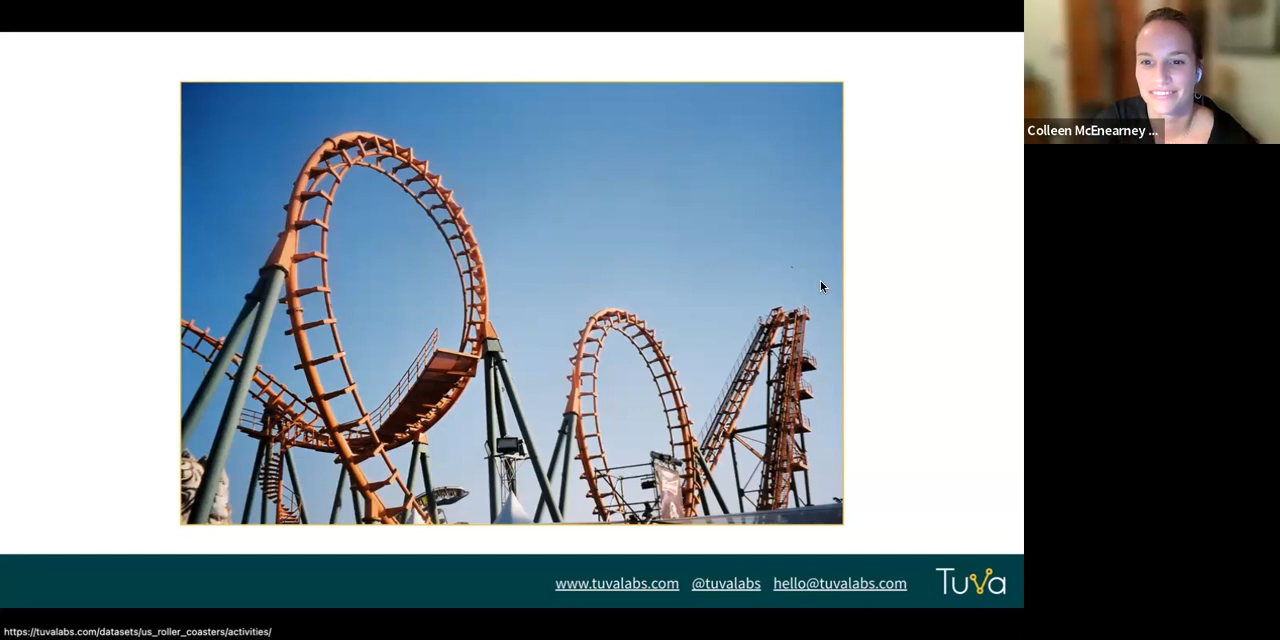 Colleen McEnearney ...
www.tuvalabs.com @tuvalabs hello@tuvalabs.com Tuva
https://tuvalabs.com/datasets/us_roller_coasters/activities/